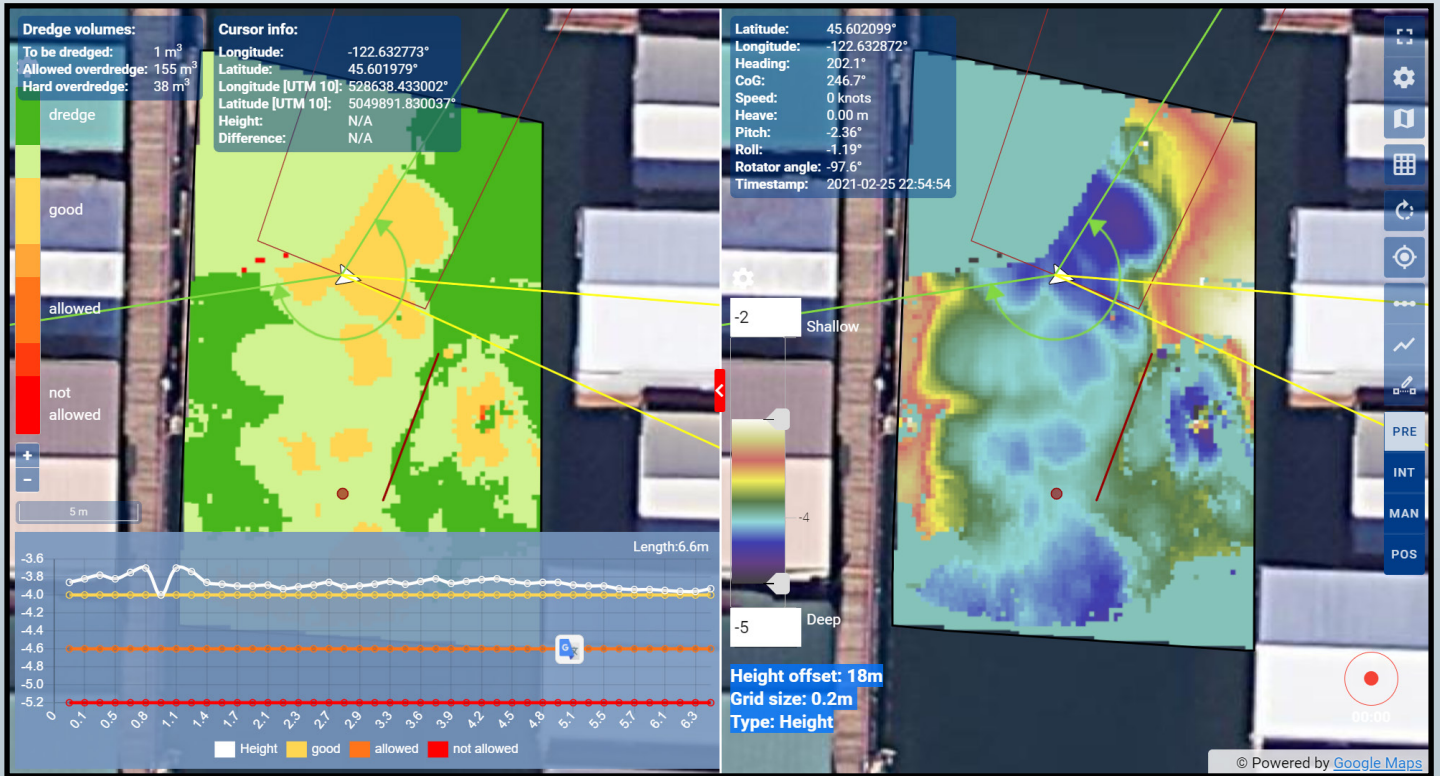 Dredge volumes:
To be dredged: 1 m³
Allowed overdredge: 155 m³
Hard overdredge: 38 m³
Cursor info:
Longitude: -122.632773°
Latitude: 45.601979°
Longitude [UTM 10]: 528638.433002°
Latitude [UTM 10]: 5049891.830037°
Height: N/A
Difference: N/A
dredge
good
allowed
not
allowed
+
−
5 m
Length:6.6m
-3.6
-3.8
-4.0
-4.2
-4.4
-4.6
-4.8
-5.0
-5.2
0 0.1 0.5 0.8 1.1 1.4 1.7 2.1 2.3 2.7 2.9 3.3 3.6 3.9 4.2 4.5 4.8 5.1 5.5 5.7 6.1 6.3
Height good allowed not allowed
Latitude: 45.602099°
Longitude: -122.632872°
Heading: 202.1°
CoG: 246.7°
Speed: 0 knots
Heave: 0.00 m
Pitch: -2.36°
Roll: -1.19°
Rotator angle: -97.6°
Timestamp: 2021-02-25 22:54:54
-2
Shallow
-4
-5
Deep
Height offset: 18m
Grid size: 0.2m
Type: Height
PRE
INT
MAN
POS
00:00
© Powered by Google Maps